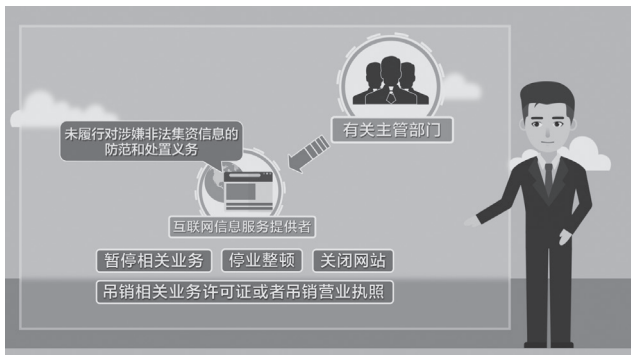 有关主管部门
未履行对涉嫌非法集资信息的
防范和处置义务
互联网信息服务提供者
暂停相关业务 停业整顿 关闭网站
吊销相关业务许可证或者吊销营业执照